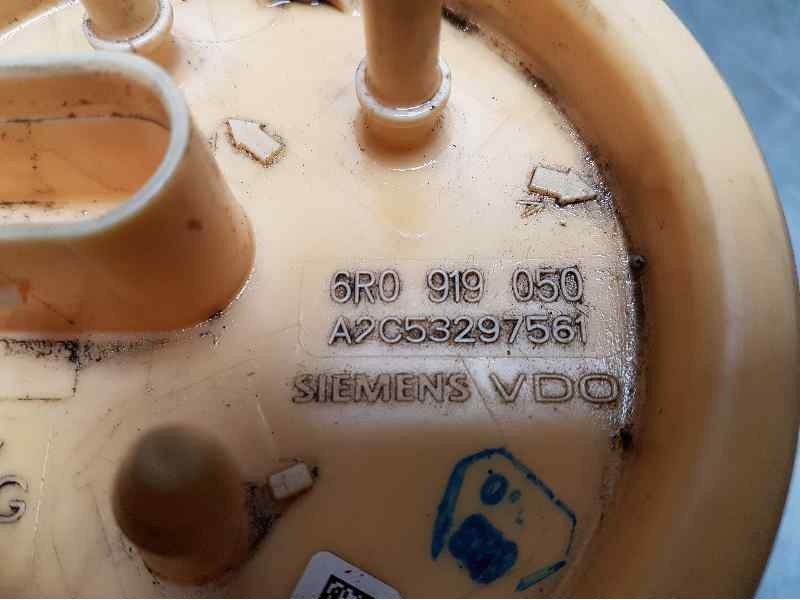 6R0 919 050
A2C53297561
SIEMENS VDO
G